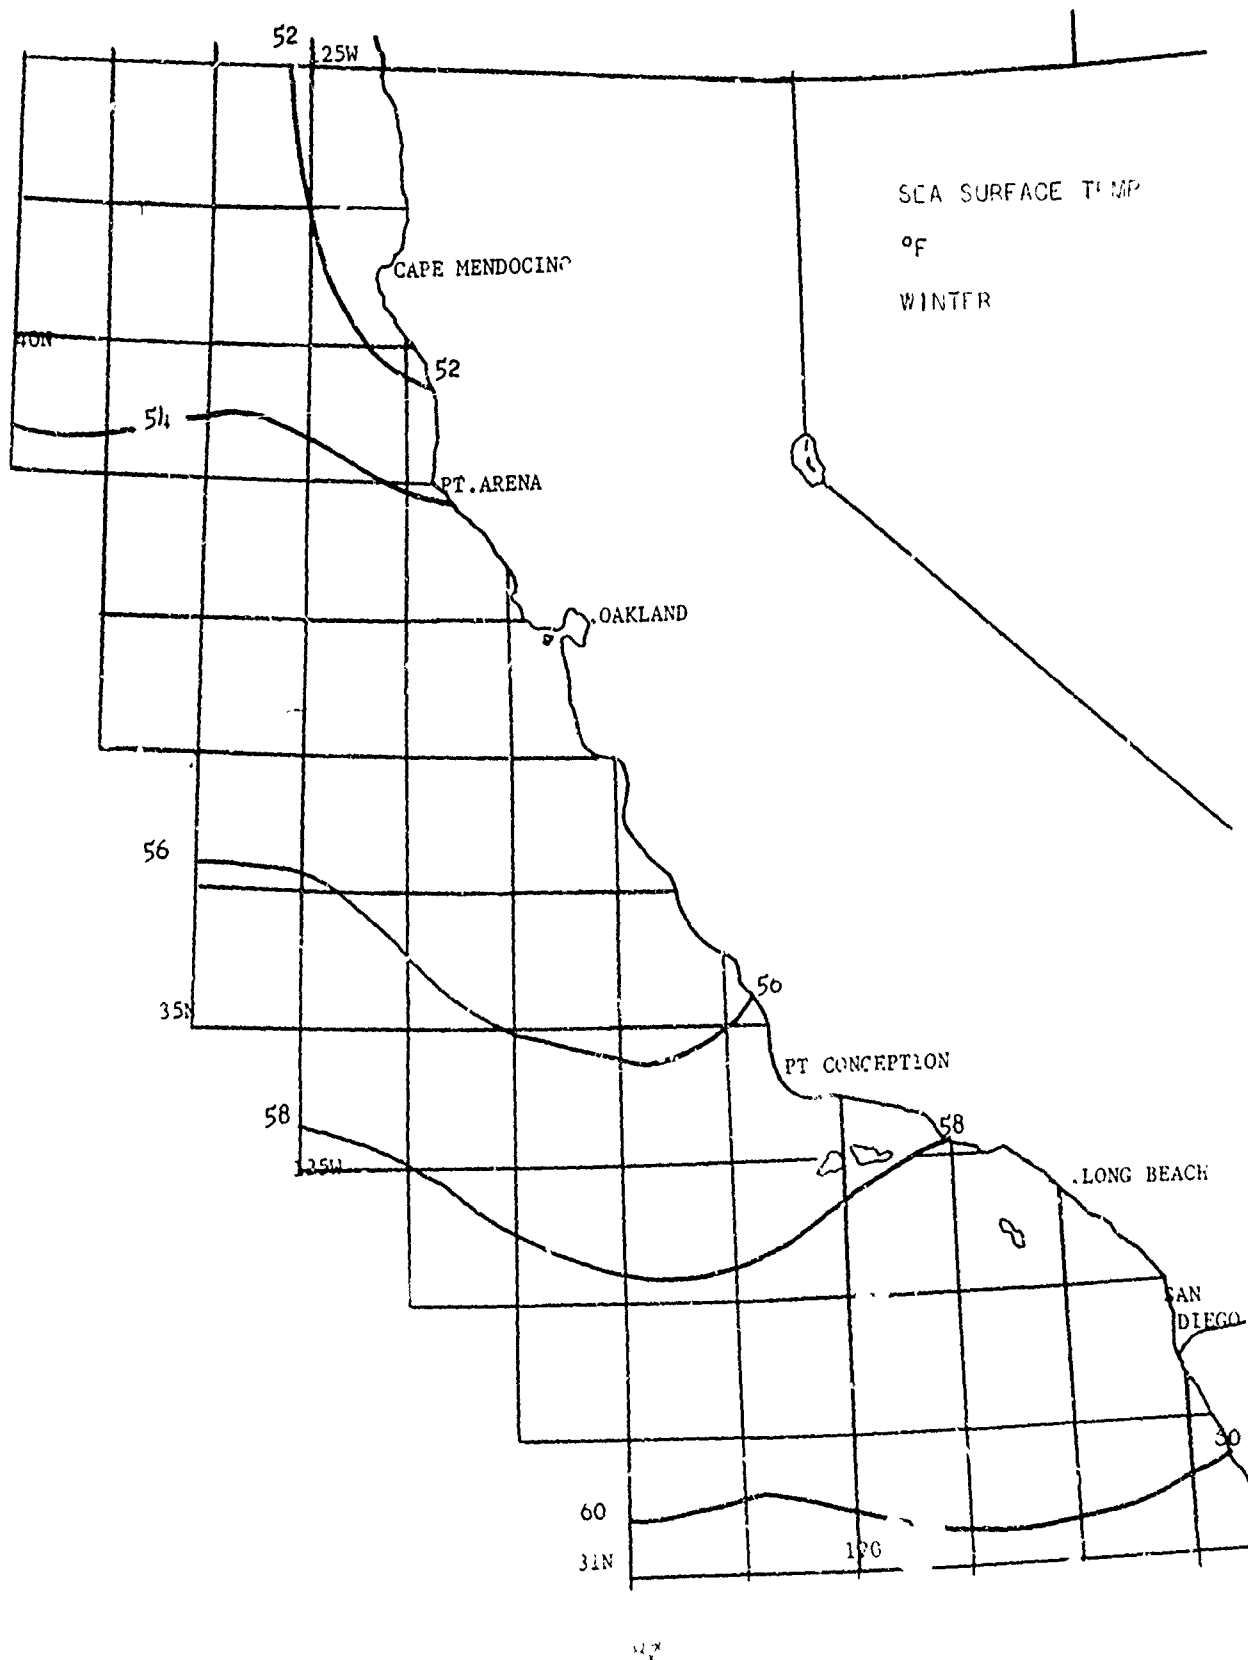 52
125W
SEA SURFACE TEMP
°F
WINTER
CAPE MENDOCINO
40N
52
54
PT.ARENA
.OAKLAND
56
56
35N
PT CONCEPTION
58
58
125W
.LONG BEACH
SAN
DIEGO
60
60
120
31N